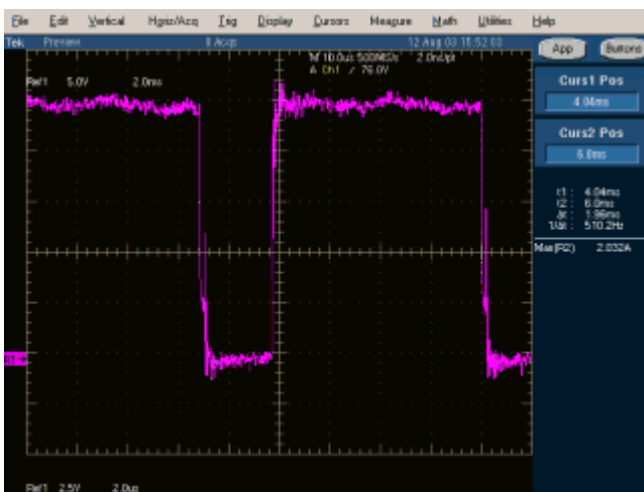 File Edit Vertical Horiz/Acq Trig Display Cursors Measure Math Utilities Help
Tek Preview 0 Acqs 12 Aug 03 15:52:03
M 10.0us 500MS/s 2.0ns/pt
A Ch1 / 76.0V
App Buttons
Ref1 5.0V 2.0ms
Curs1 Pos
4.04ms
Curs2 Pos
6.0ms
t1: 4.04ms
t2: 6.0ms
Δt: 1.96ms
1/Δt: 510.2Hz
Max(R2) 2.032A
Ref1 2.5V 2.0us